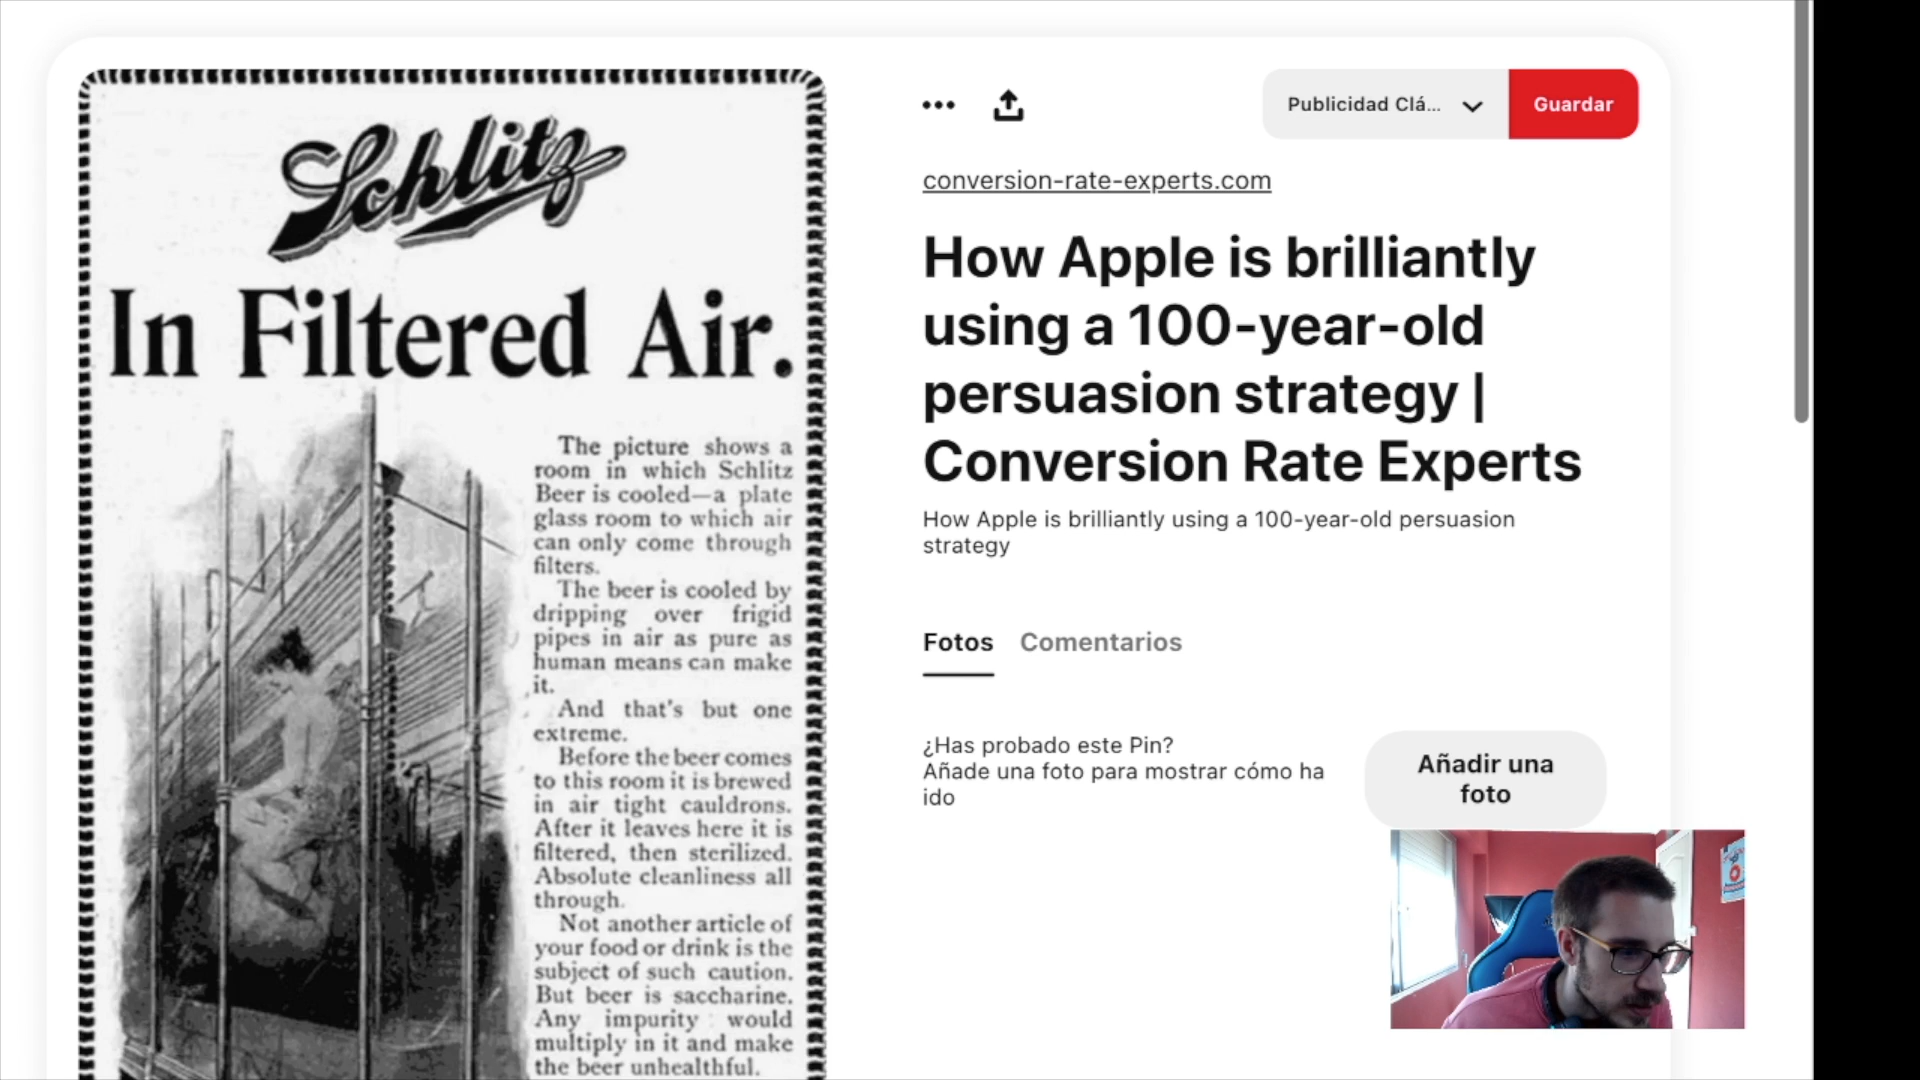 Schlitz
In Filtered Air.
The picture shows a
room in which Schlitz
Beer is cooled—a plate
glass room to which air
can only come through
filters.
The beer is cooled by
dripping over frigid
pipes in air as pure as
human means can make
it.
And that's but one
extreme.
Before the beer comes
to this room it is brewed
in air tight cauldrons.
After it leaves here it is
filtered, then sterilized.
Absolute cleanliness all
through.
Not another article of
your food or drink is the
subject of such caution.
But beer is saccharine.
Any impurity would
multiply in it and make
the beer unhealthful.
Publicidad Clá...
Guardar
conversion-rate-experts.com
How Apple is brilliantly
using a 100-year-old
persuasion strategy |
Conversion Rate Experts
How Apple is brilliantly using a 100-year-old persuasion
strategy
Fotos Comentarios
¿Has probado este Pin?
Añade una foto para mostrar cómo ha
ido
Añadir una
foto